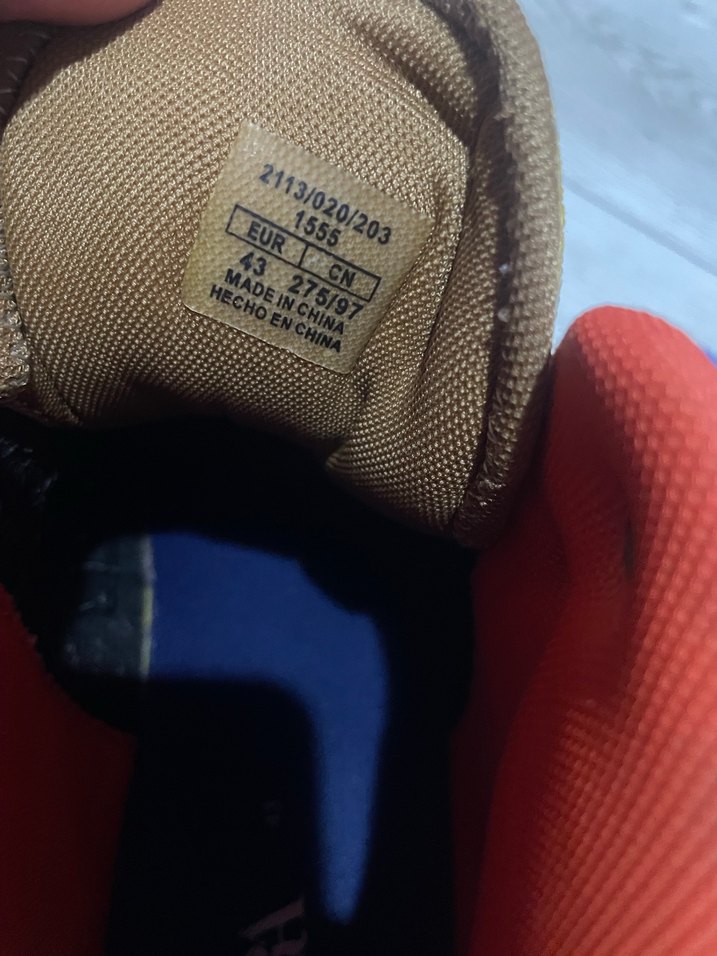 2113/020/203
1555
EUR CN
43 275/97
MADE IN CHINA
HECHO EN CHINA